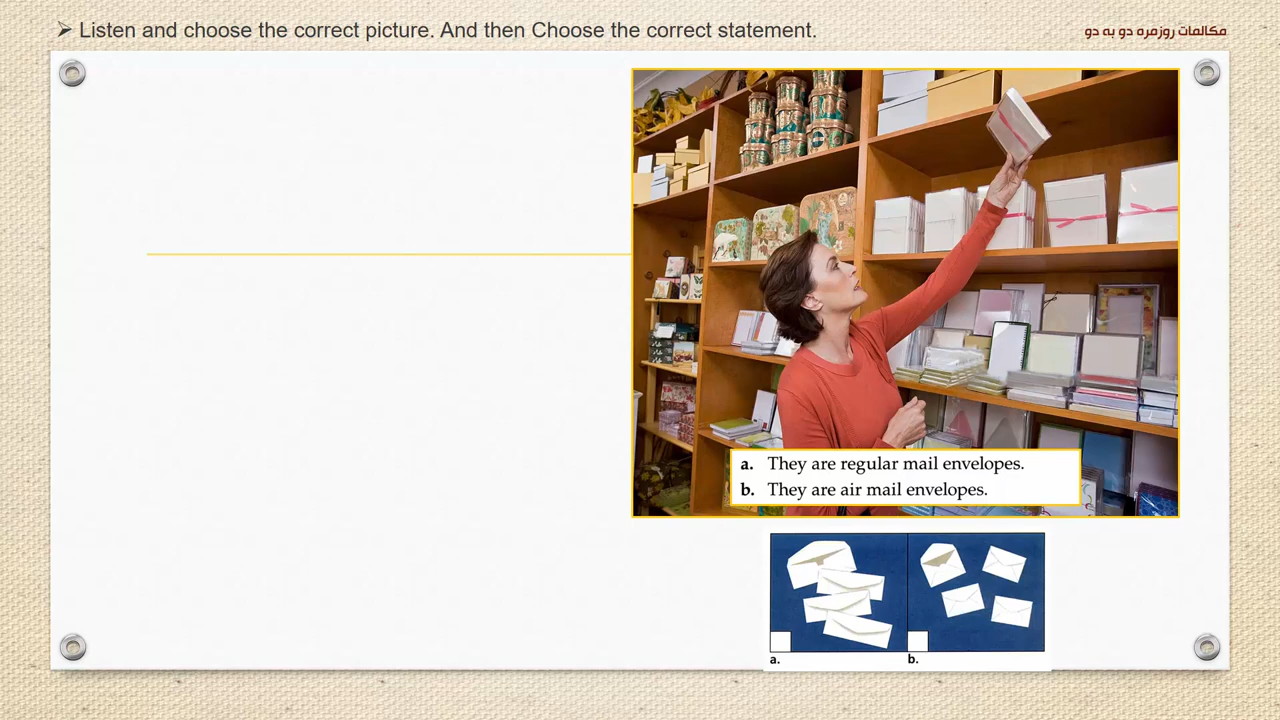 ➢ Listen and choose the correct picture. And then Choose the correct statement.
مکالمات روزمره دو به دو
a. They are regular mail envelopes.
b. They are air mail envelopes.
a. b.